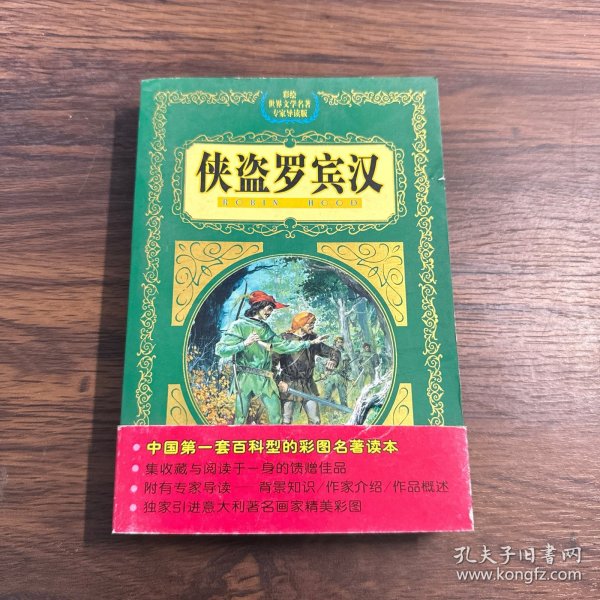 彩绘
世界文学名著
专家导读版
侠盗罗宾汉
ROBIN HOOD
• 中国第一套百科型的彩图名著读本
• 集收藏与阅读于一身的馈赠佳品
• 附有专家导读——背景知识/作家介绍/作品概述
• 独家引进意大利著名画家精美彩图
孔夫子旧书网
www.kongfz.com